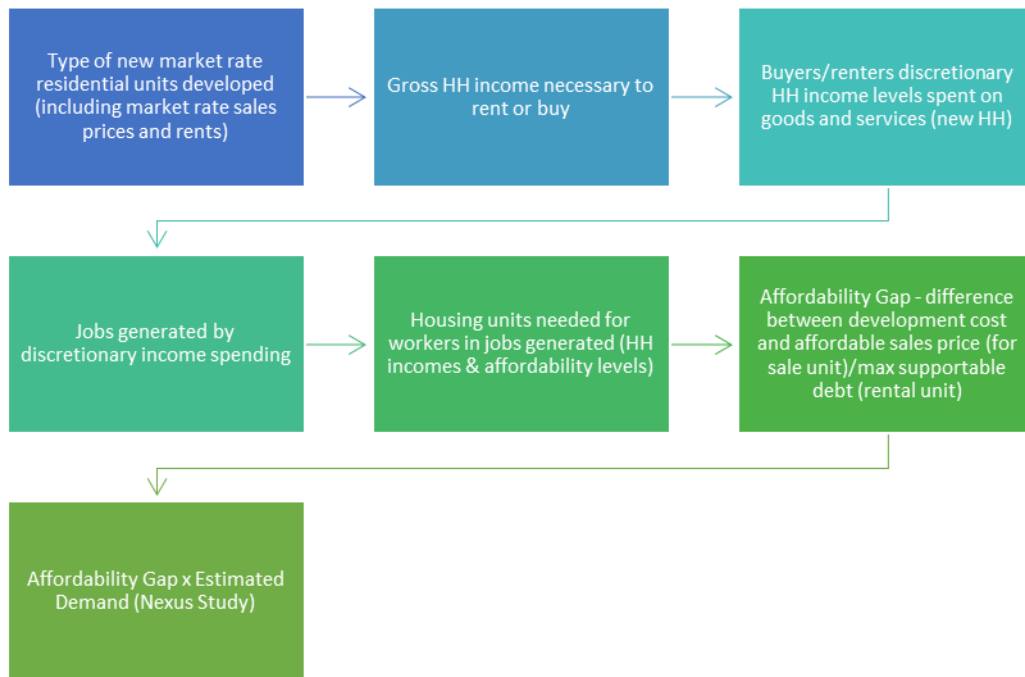 Type of new market rate
residential units developed
(including market rate sales
prices and rents)
Gross HH income necessary to
rent or buy
Buyers/renters discretionary
HH income levels spent on
goods and services (new HH)
Jobs generated by
discretionary income spending
Housing units needed for
workers in jobs generated (HH
incomes & affordability levels)
Affordability Gap - difference
between development cost
and affordable sales price (for
sale unit)/max supportable
debt (rental unit)
Affordability Gap x Estimated
Demand (Nexus Study)